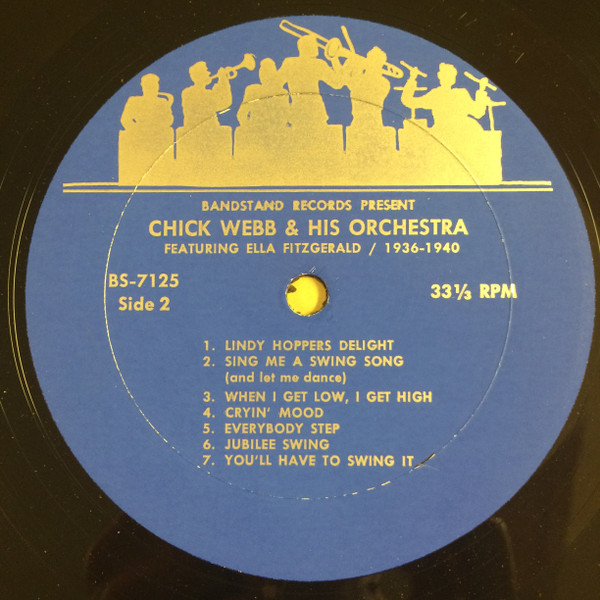 BANDSTAND RECORDS PRESENT
CHICK WEBB & HIS ORCHESTRA
FEATURING ELLA FITZGERALD / 1936-1940
BS-7125
Side 2
33⅓ RPM
1. LINDY HOPPERS DELIGHT
2. SING ME A SWING SONG
(and let me dance)
3. WHEN I GET LOW, I GET HIGH
4. CRYIN' MOOD
5. EVERYBODY STEP
6. JUBILEE SWING
7. YOU'LL HAVE TO SWING IT